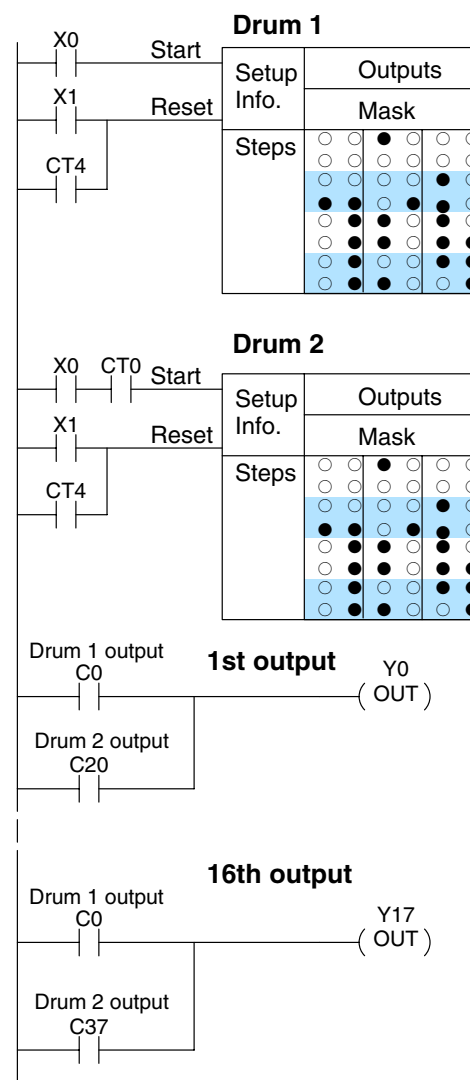 Drum 1
X0
Start
Setup Info.
Outputs
X1
Reset
Mask
Steps
CT4
Drum 2
X0 CT0
Start
Setup Info.
Outputs
X1
Reset
Mask
Steps
CT4
Drum 1 output
C0
1st output
Y0
OUT
Drum 2 output
C20
16th output
Drum 1 output
C0
Y17
OUT
Drum 2 output
C37